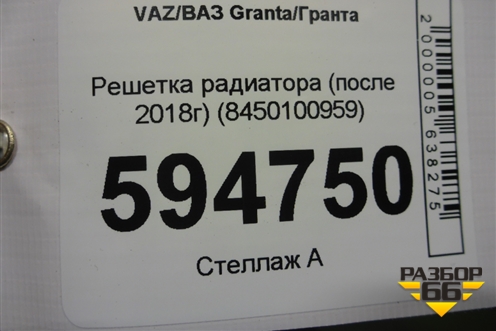 VAZ/ВАЗ Granta/Гранта
Решетка радиатора (после
2018г) (8450100959)
594750
Стеллаж А
2000005638275
РАЗБОР
66